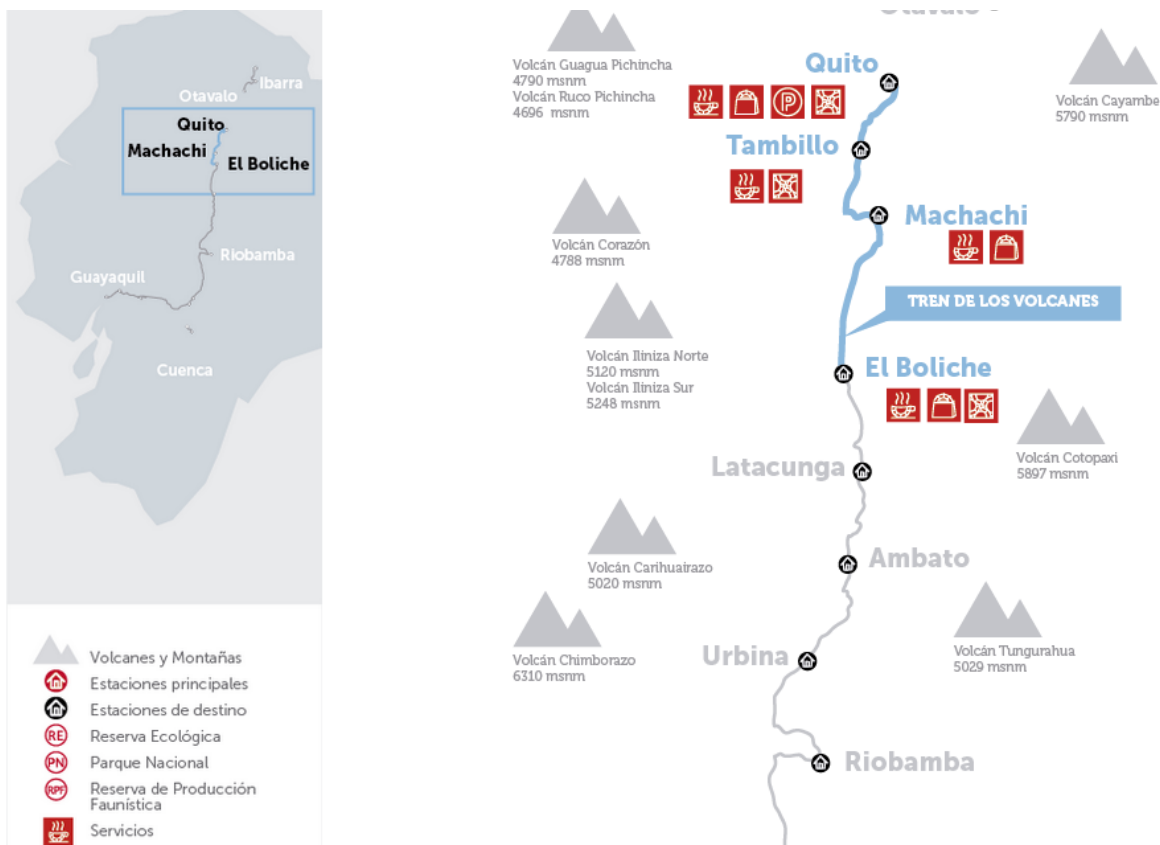 Ibarra
Otavalo
Quito
Machachi
El Boliche
Riobamba
Guayaquil
Cuenca
Volcanes y Montañas
Estaciones principales
Estaciones de destino
RE
Reserva Ecológica
PN
Parque Nacional
RPF
Reserva de Producción
Faunística
Servicios
Otavalo
Volcán Guagua Pichincha
4790 msnm
Volcán Ruco Pichincha
4696 msnm
Quito
P
Volcán Cayambe
5790 msnm
Tambillo
Machachi
Volcán Corazón
4788 msnm
TREN DE LOS VOLCANES
Volcán Iliniza Norte
5120 msnm
Volcán Iliniza Sur
5248 msnm
El Boliche
Volcán Cotopaxi
5897 msnm
Latacunga
Ambato
Volcán Carihuairazo
5020 msnm
Urbina
Volcán Chimborazo
6310 msnm
Volcán Tungurahua
5029 msnm
Riobamba